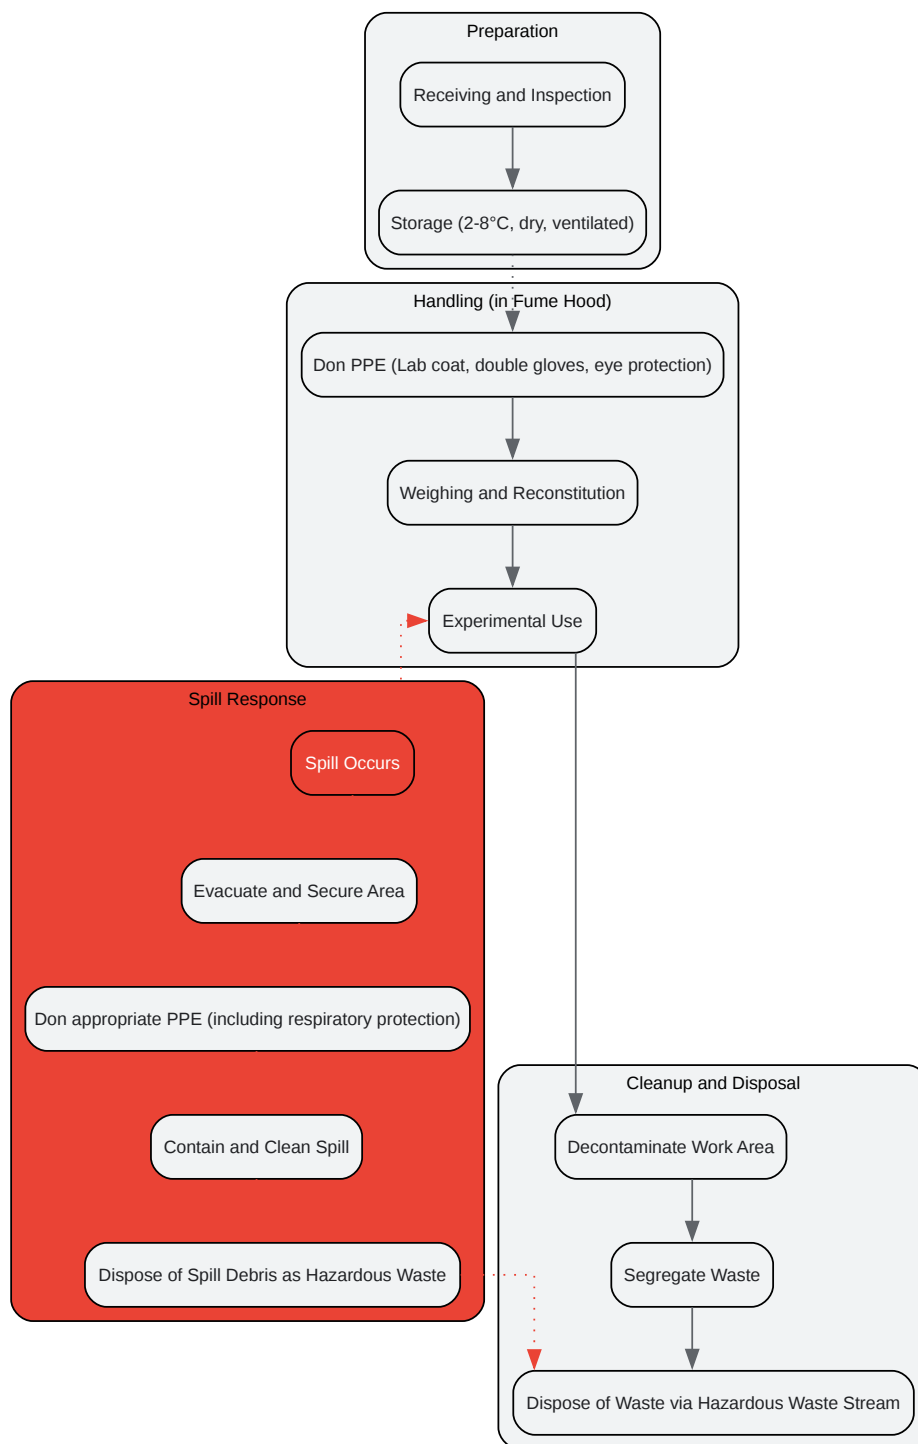 Preparation
Receiving and Inspection
Storage (2-8°C, dry, ventilated)
Handling (in Fume Hood)
Don PPE (Lab coat, double gloves, eye protection)
Weighing and Reconstitution
Experimental Use
Spill Response
Spill Occurs
Evacuate and Secure Area
Don appropriate PPE (including respiratory protection)
Contain and Clean Spill
Dispose of Spill Debris as Hazardous Waste
Cleanup and Disposal
Decontaminate Work Area
Segregate Waste
Dispose of Waste via Hazardous Waste Stream